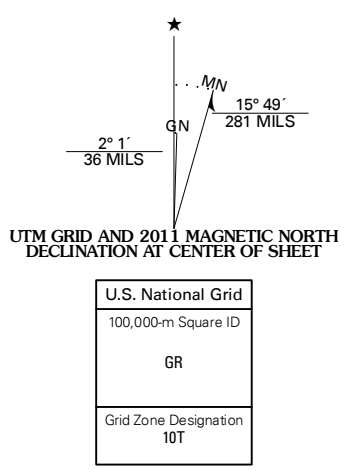 ★
MN
15° 49´
281 MILS
GN
2° 1´
36 MILS
UTM GRID AND 2011 MAGNETIC NORTH
DECLINATION AT CENTER OF SHEET
U.S. National Grid
100,000-m Square ID
GR
Grid Zone Designation
10T